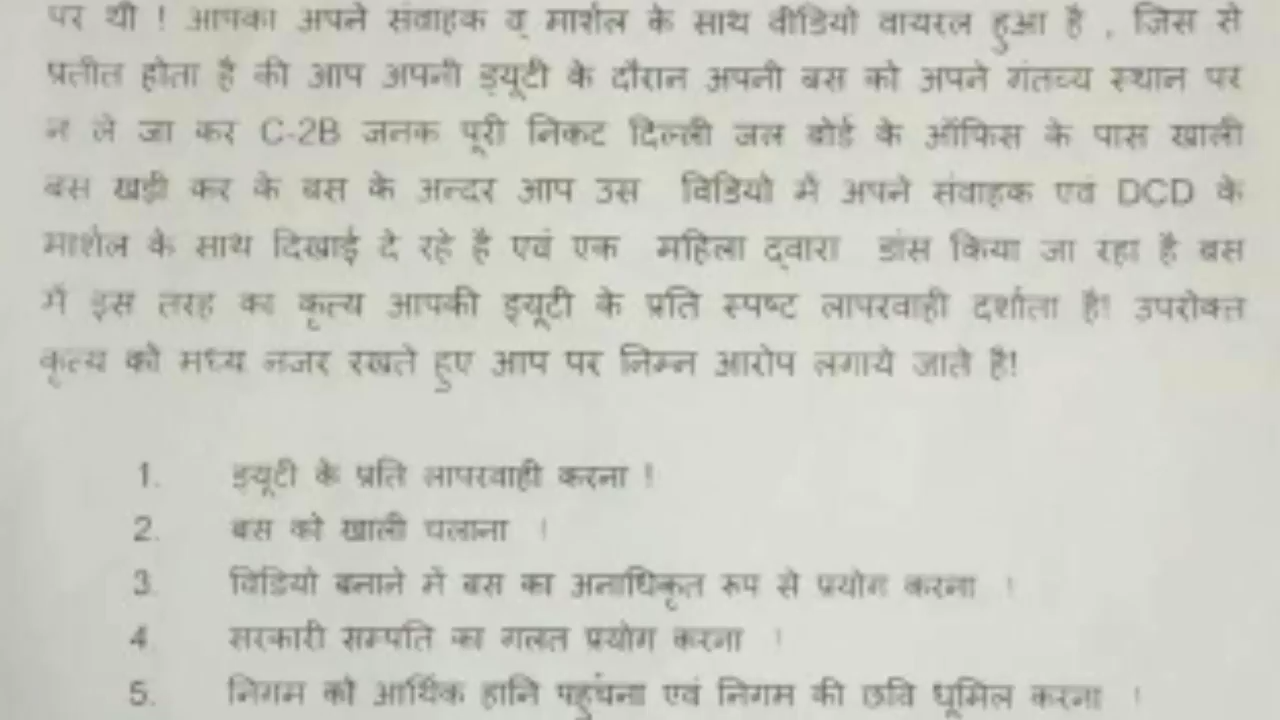 पर थी ! आपका अपने संवाहक व् मार्शल के साथ वीडियो वायरल हुआ है , जिस से
प्रतीत होता है की आप अपनी ड्यूटी के दौरान अपनी बस को अपने गंतव्य स्थान पर
न ले जा कर C-2B जनक पूरी निकट दिल्ली जल बोर्ड के ऑफिस के पास खाली
बस खड़ी कर के बस के अन्दर आप उस विडियो में अपने संवाहक एवं DCD के
मार्शल के साथ दिखाई दे रहे है एवं एक महिला द्वारा डांस किया जा रहा है बस
में इस तरह का कृत्य आपकी ड्यूटी के प्रति स्पष्ट लापरवाही दर्शाता है! उपरोक्त
कृत्य को मध्य नजर रखते हुए आप पर निम्न आरोप लगाये जाते है!
1. ड्यूटी के प्रति लापरवाही करना !
2. बस को खाली चलाना !
3. विडियो बनाने में बस का अनाधिकृत रूप से प्रयोग करना !
4. सरकारी सम्पति का गलत प्रयोग करना !
5. निगम को आर्थिक हानि पहुंचना एवं निगम की छवि धूमिल करना !